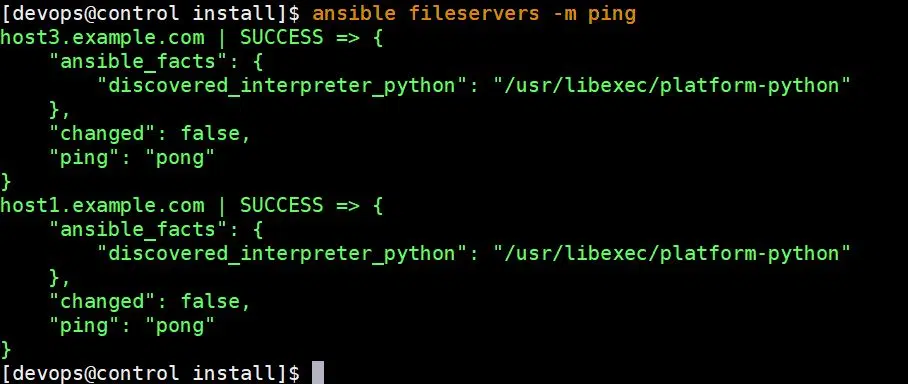 [devops@control install]$ ansible fileservers -m ping
host3.example.com | SUCCESS => {
    "ansible_facts": {
        "discovered_interpreter_python": "/usr/libexec/platform-python"
    },
    "changed": false,
    "ping": "pong"
}
host1.example.com | SUCCESS => {
    "ansible_facts": {
        "discovered_interpreter_python": "/usr/libexec/platform-python"
    },
    "changed": false,
    "ping": "pong"
}
[devops@control install]$